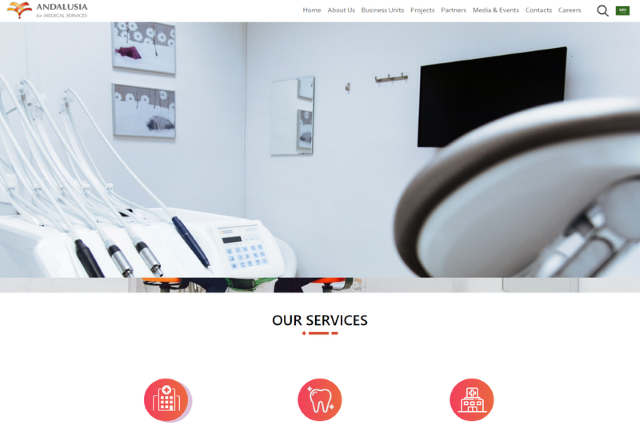 ANDALUSIA
for MEDICAL SERVICES
Home About Us Business Units Projects Partners Media & Events Contacts Careers
OUR SERVICES